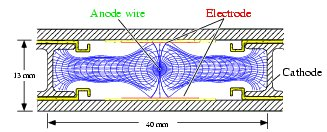 Anode wire
Electrode
13 mm
Cathode
40 mm